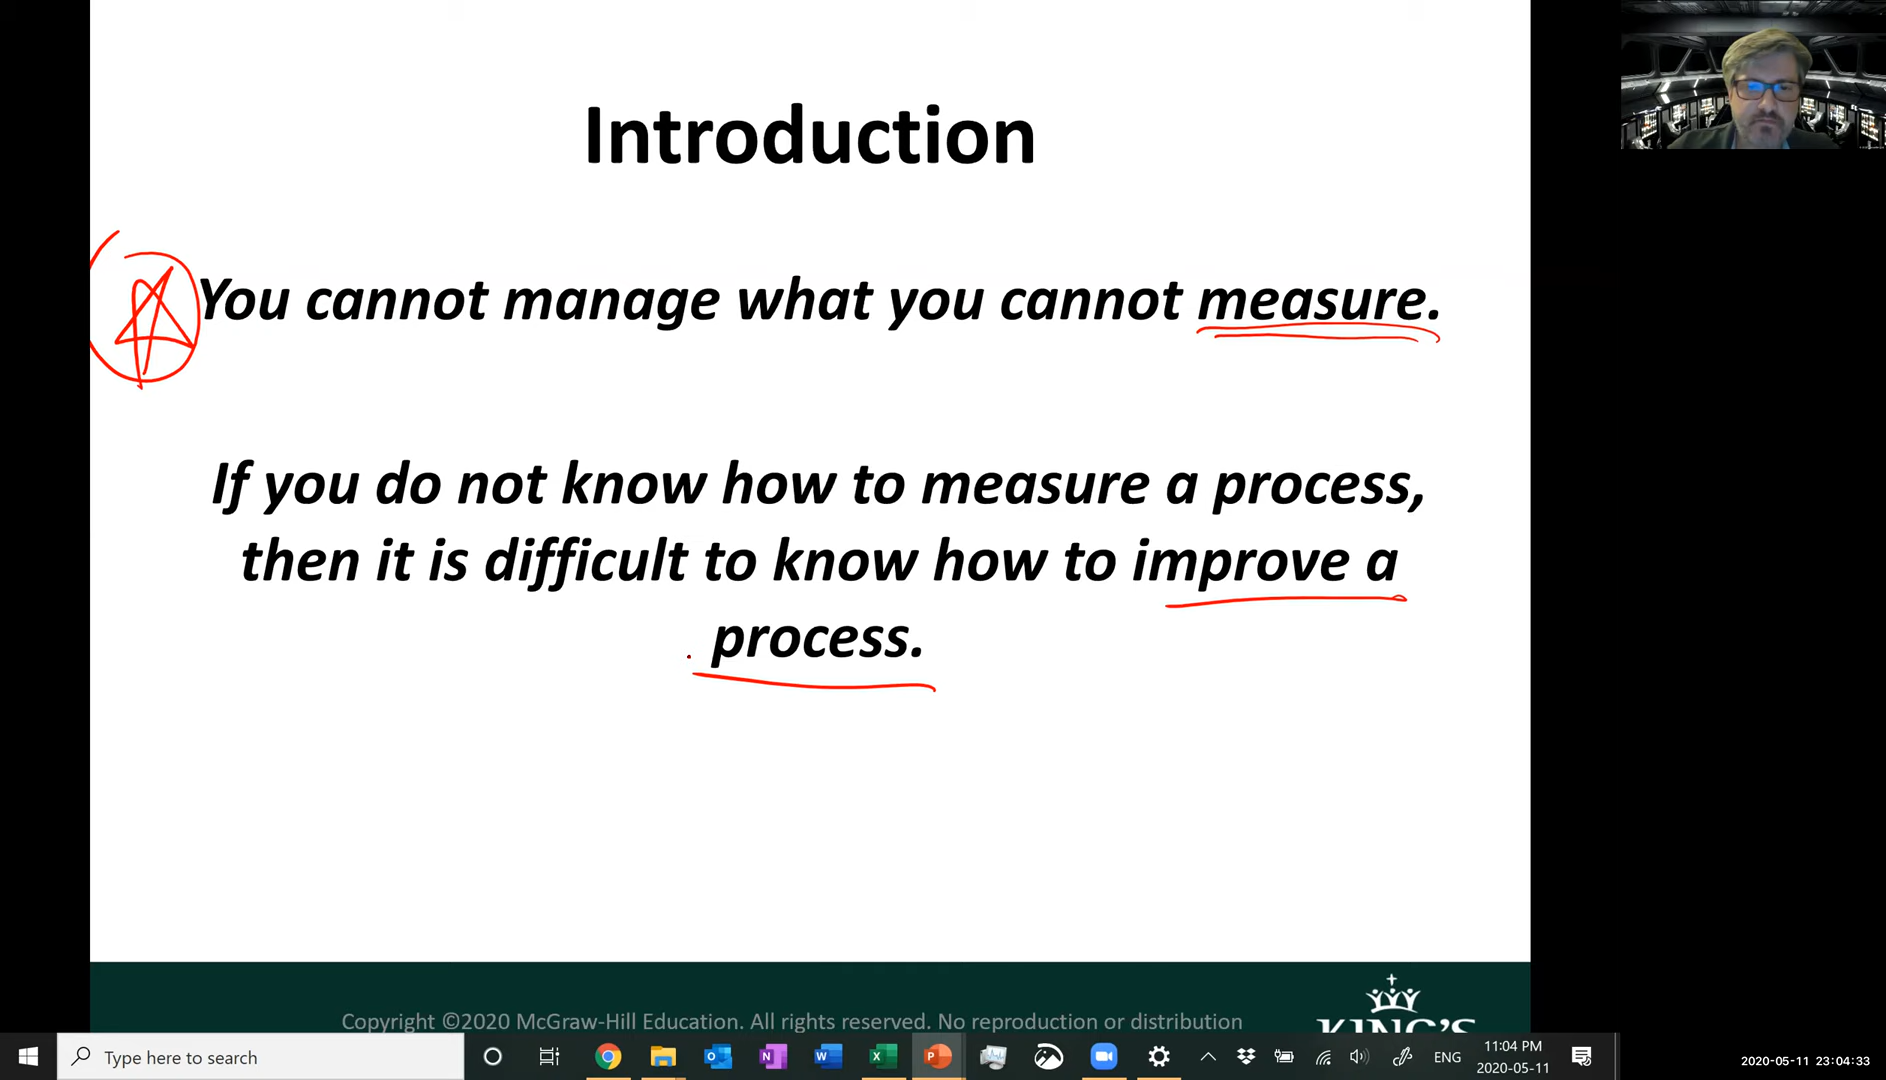 Introduction
You cannot manage what you cannot measure.
If you do not know how to measure a process,
then it is difficult to know how to improve a
process.
Copyright ©2020 McGraw-Hill Education. All rights reserved. No reproduction or distribution
KING'S
Type here to search
ENG
11:04 PM
2020-05-11
2020-05-11 23:04:33